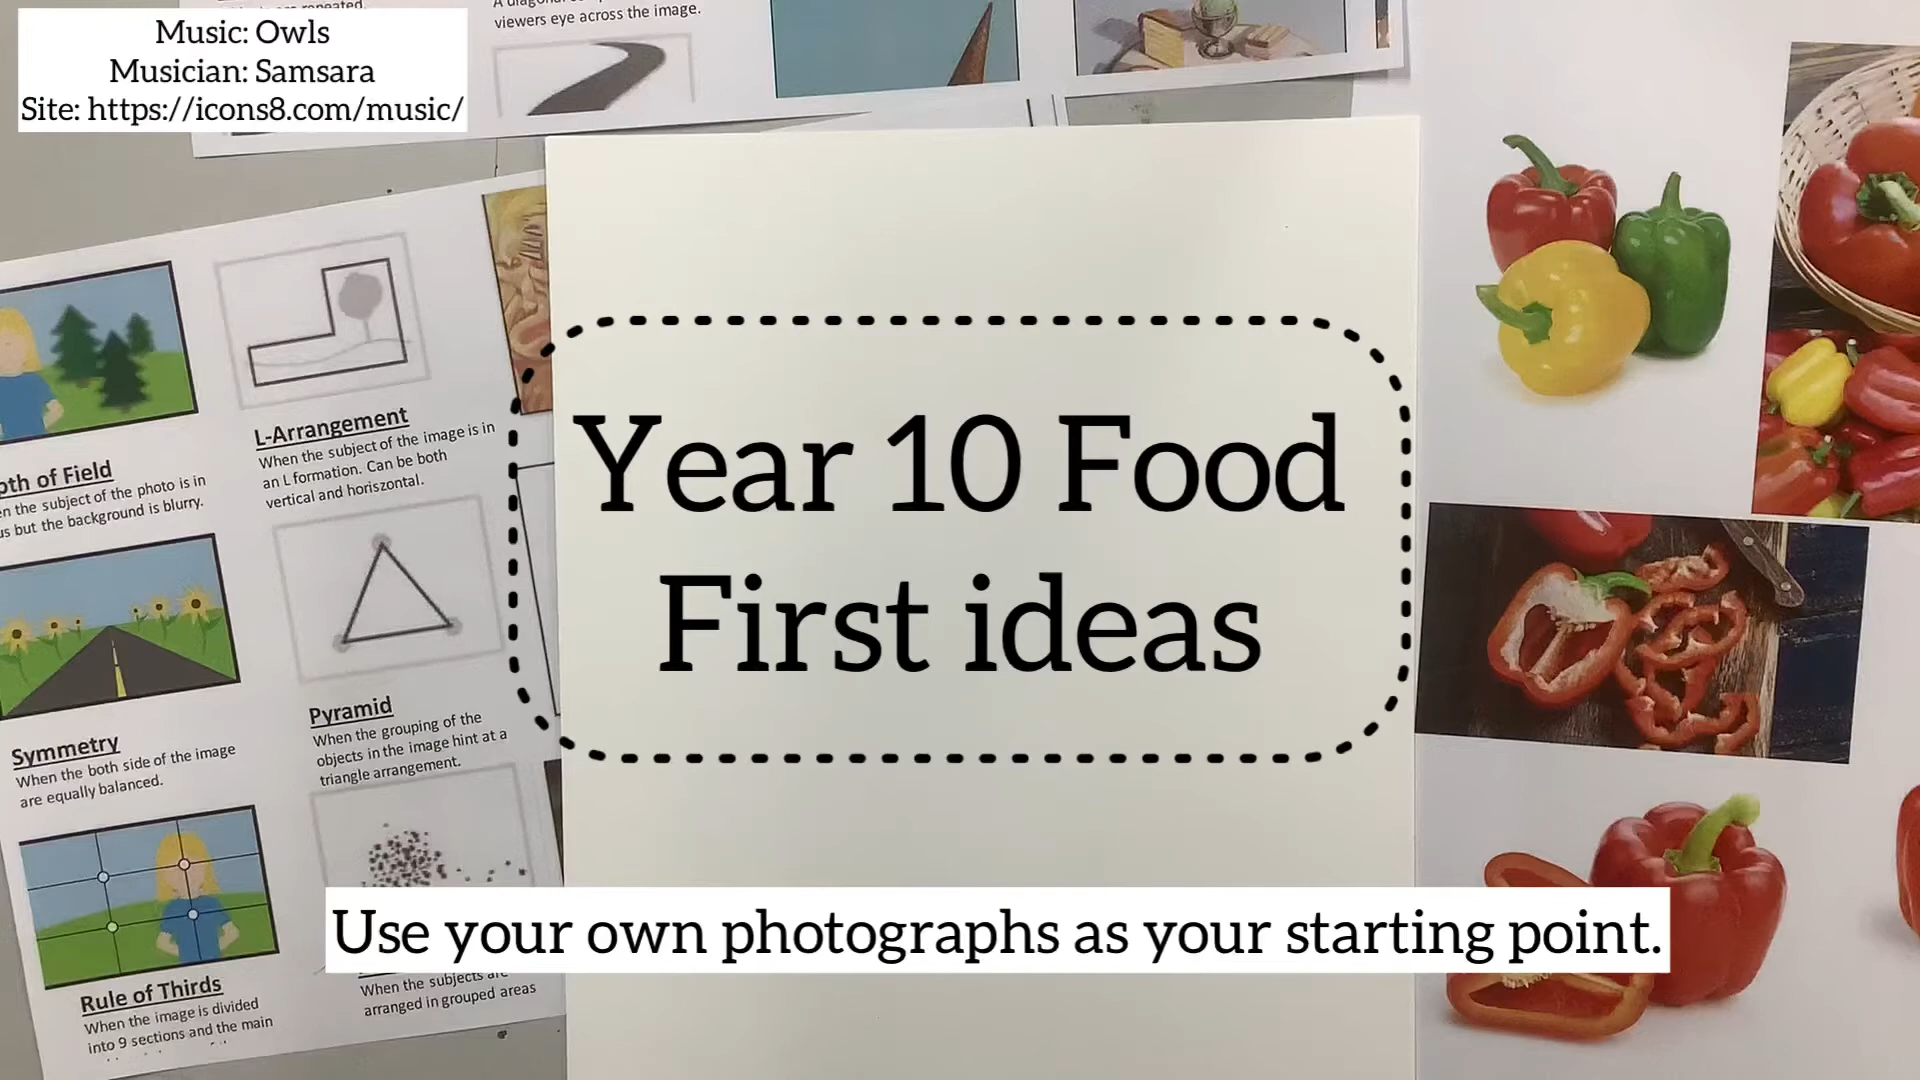 Music: Owls
Musician: Samsara
Site: https://icons8.com/music/
viewers eye across the image.
Year 10 Food
First ideas
Use your own photographs as your starting point.
of Field
the subject of the photo is in
but the background is blurry.
L-Arrangement
When the subject of the image is in
an L formation. Can be both
vertical and horiszontal.
Symmetry
When the both side of the image
are equally balanced.
Pyramid
When the grouping of the
objects in the image hint at a
triangle arrangement.
Rule of Thirds
When the image is divided
into 9 sections and the main
When the subjects are
arranged in grouped areas